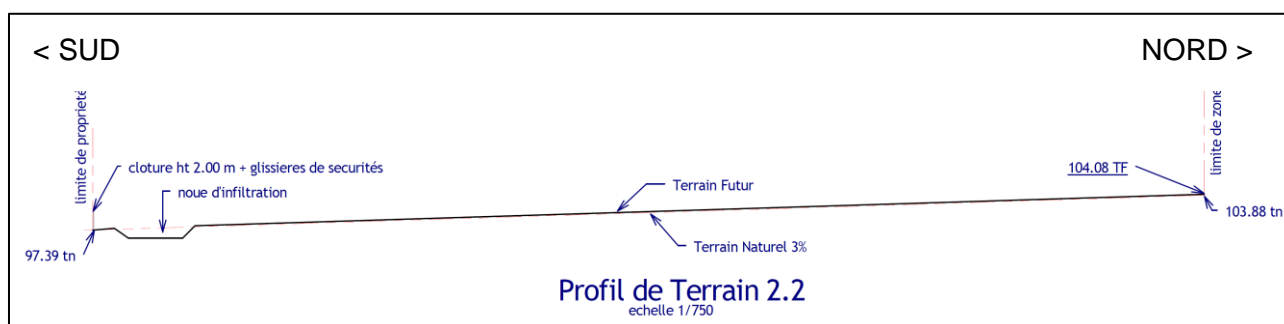 < SUD
NORD >
limite de propriete
limite de zone
cloture ht 2.00 m + glissieres de securités
noue d'infiltration
Terrain Futur
104.08 TF
103.88 tn
97.39 tn
Terrain Naturel 3%
Profil de Terrain 2.2
echelle 1/750